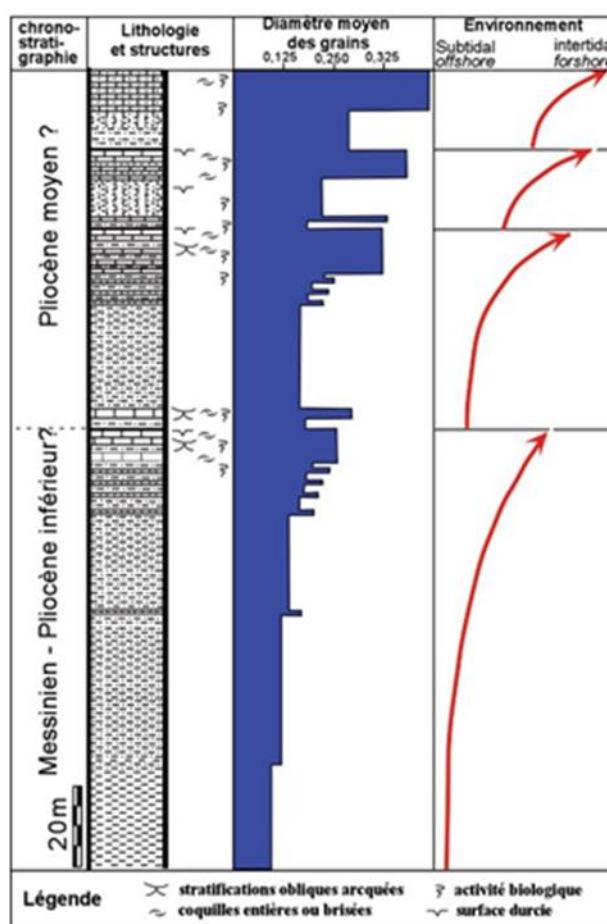 chrono-
strati-
graphie
Lithologie
et structures
Diamètre moyen
des grains
0,125 0,250 0,325
Environnement
Subtidal intertidal
offshore forshore
Pliocène moyen ?
Messinien - Pliocène inférieur?
20m
Légende
stratifications obliques arcquées
activité biologique
coquilles entières ou brisées
surface durcie